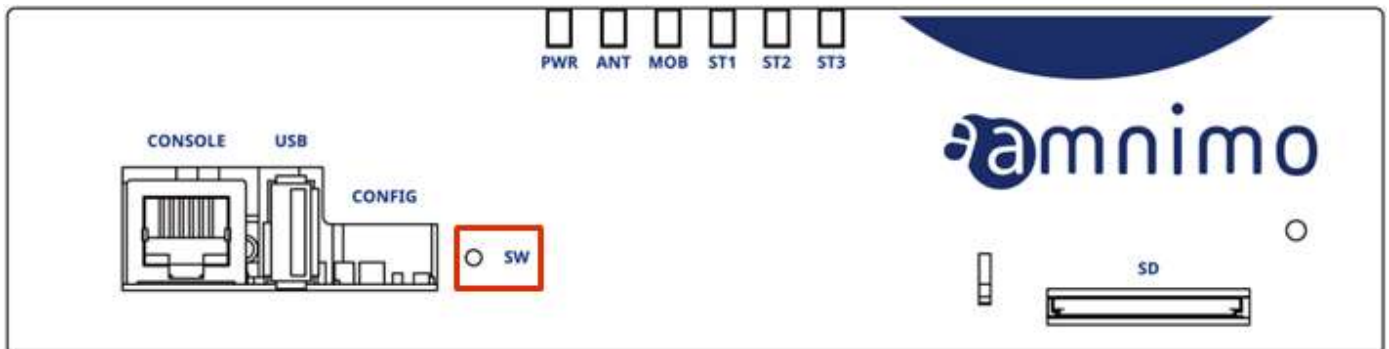 PWR ANT MOB ST1 ST2 ST3
amnimo
CONSOLE USB
CONFIG
SW
SD